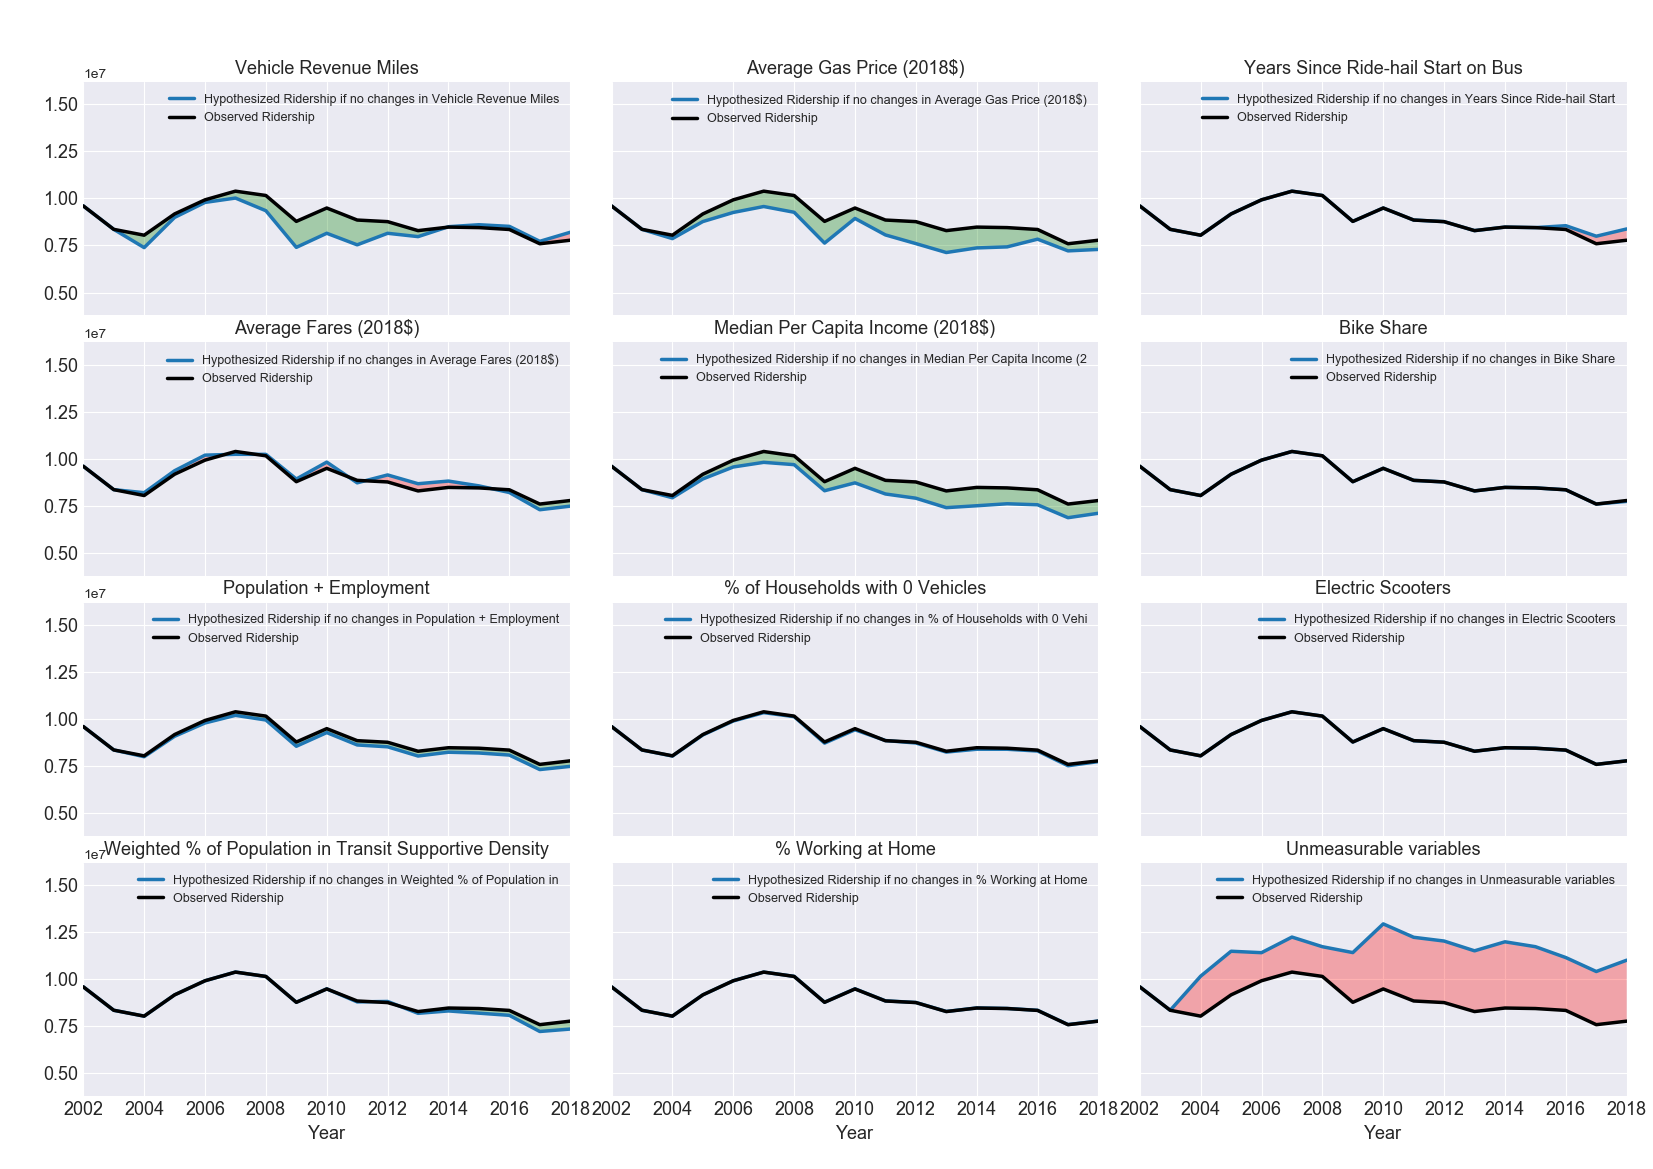 Vehicle Revenue Miles
1e7
1.50
1.25
1.00
0.75
0.50
Hypothesized Ridership if no changes in Vehicle Revenue Miles
Observed Ridership
Average Gas Price (2018$)
Hypothesized Ridership if no changes in Average Gas Price (2018$)
Observed Ridership
Years Since Ride-hail Start on Bus
Hypothesized Ridership if no changes in Years Since Ride-hail Start
Observed Ridership
Average Fares (2018$)
1e7
1.50
1.25
1.00
0.75
0.50
Hypothesized Ridership if no changes in Average Fares (2018$)
Observed Ridership
Median Per Capita Income (2018$)
Hypothesized Ridership if no changes in Median Per Capita Income (2
Observed Ridership
Bike Share
Hypothesized Ridership if no changes in Bike Share
Observed Ridership
Population + Employment
1e7
1.50
1.25
1.00
0.75
0.50
Hypothesized Ridership if no changes in Population + Employment
Observed Ridership
% of Households with 0 Vehicles
Hypothesized Ridership if no changes in % of Households with 0 Vehi
Observed Ridership
Electric Scooters
Hypothesized Ridership if no changes in Electric Scooters
Observed Ridership
Weighted % of Population in Transit Supportive Density
1e7
1.50
1.25
1.00
0.75
0.50
Hypothesized Ridership if no changes in Weighted % of Population in
Observed Ridership
2002 2004 2006 2008 2010 2012 2014 2016 2018
Year
% Working at Home
Hypothesized Ridership if no changes in % Working at Home
Observed Ridership
2002 2004 2006 2008 2010 2012 2014 2016 2018
Year
Unmeasurable variables
Hypothesized Ridership if no changes in Unmeasurable variables
Observed Ridership
2002 2004 2006 2008 2010 2012 2014 2016 2018
Year